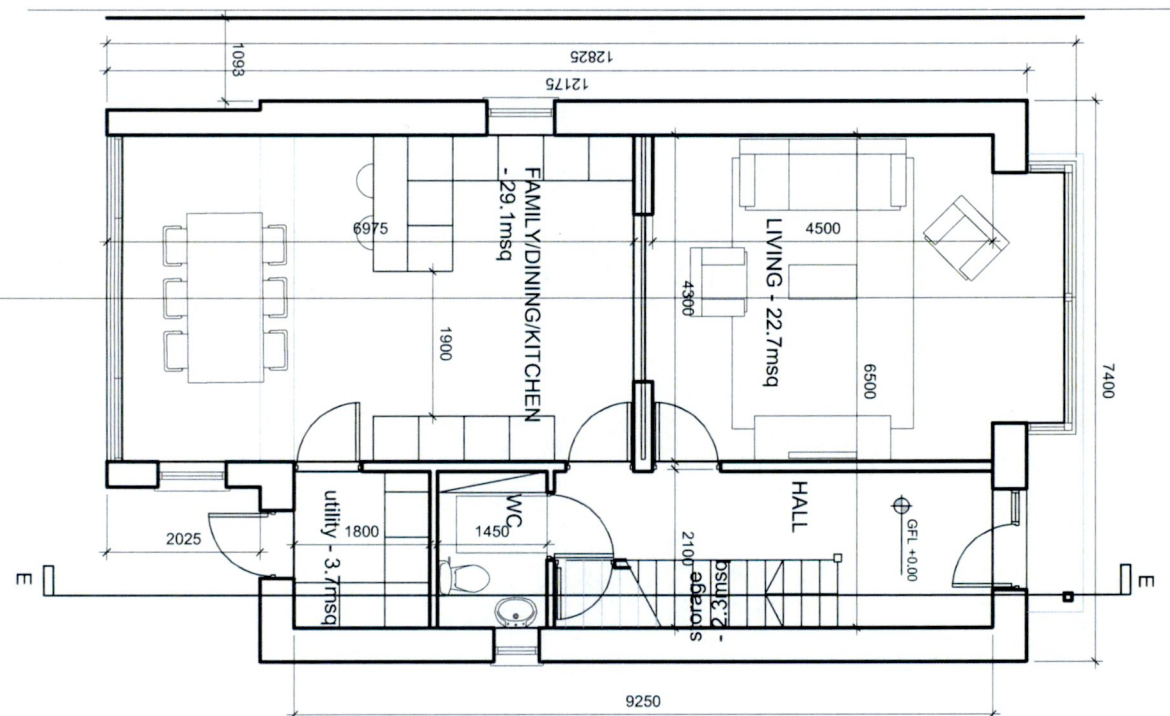 1093
12825
12175
FAMILY/DINING/KITCHEN
- 29.1msq
6975
1900
LIVING - 22.7msq
4500
4300
6500
7400
HALL
GFL +0.00
WC
1450
utility - 3.7msq
1800
2025
2100
storage
- 2.3msq
E
E
9250